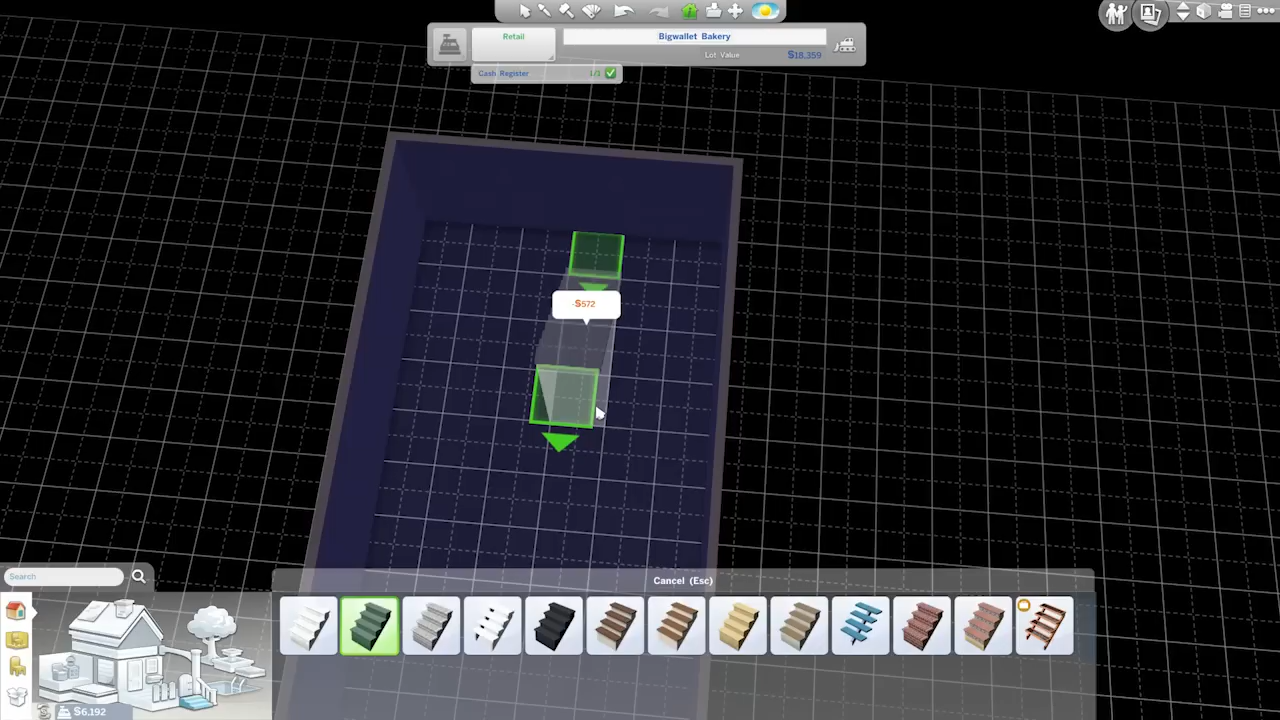 Retail
Bigwallet Bakery
Lot Value
$18,359
Cash Register
1/1
-$572
Cancel (Esc)
Search
$6,192